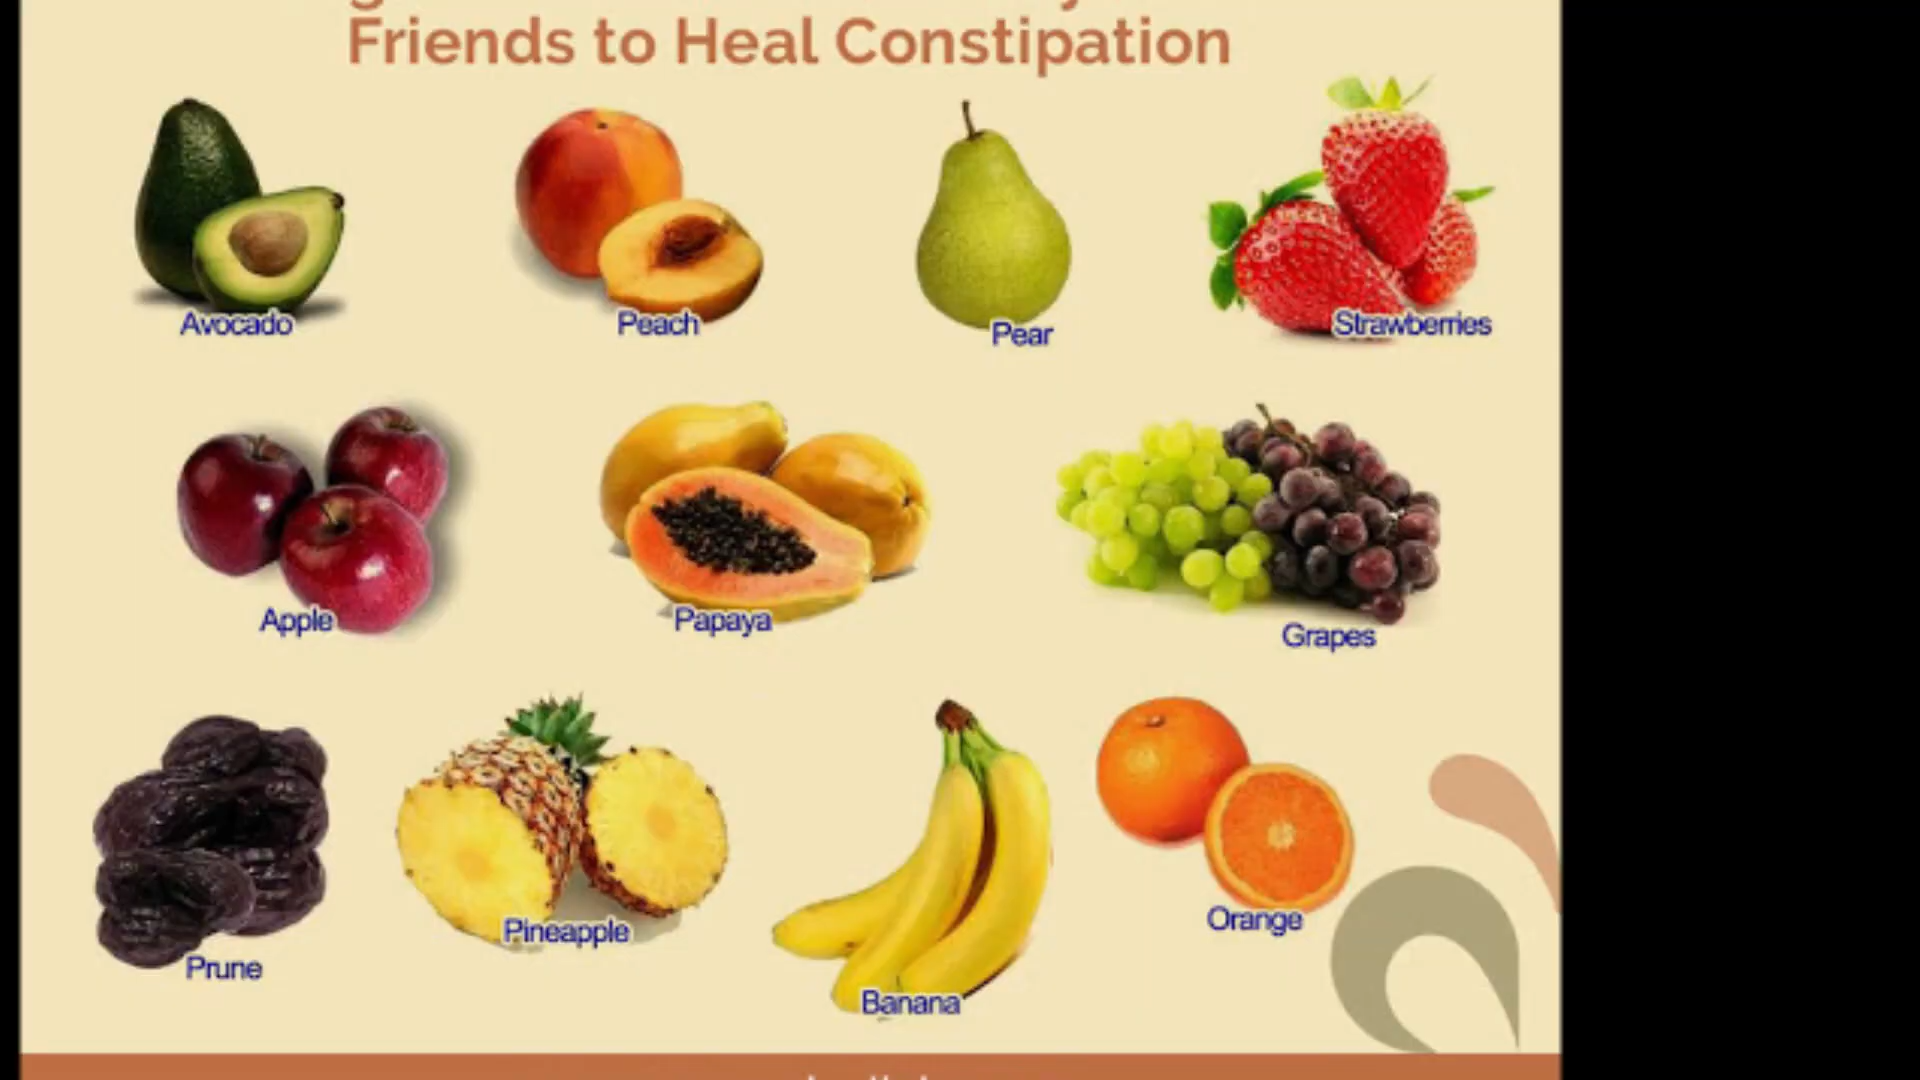 Friends to Heal Constipation
Avocado
Peach
Pear
Strawberries
Apple
Papaya
Grapes
Prune
Pineapple
Banana
Orange